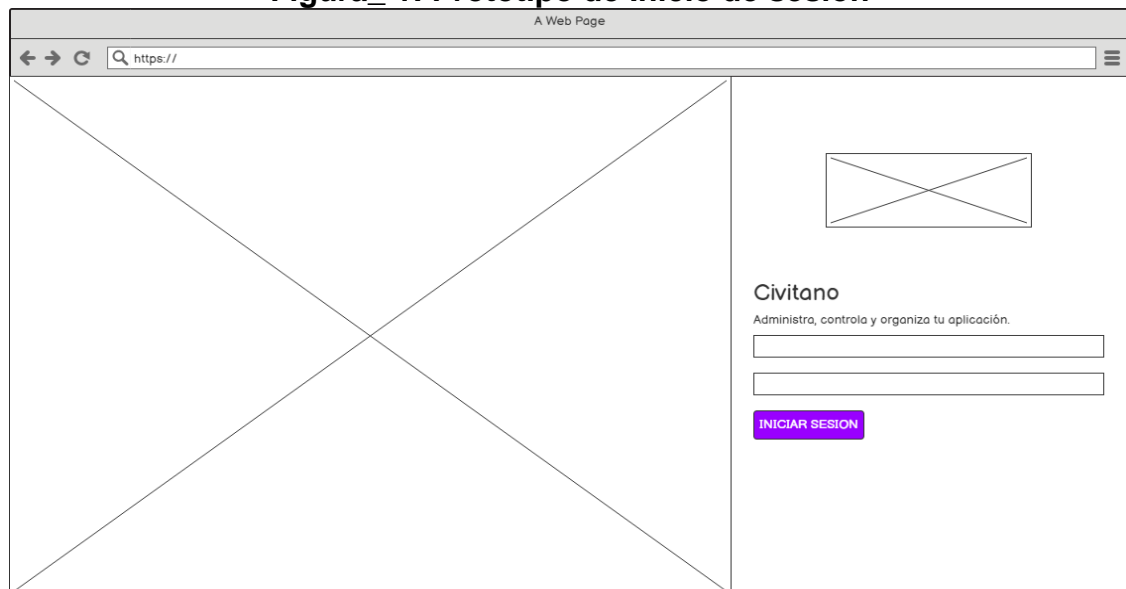 A Web Page
https://
Civitano
Administra, controla y organiza tu aplicación.
INICIAR SESION